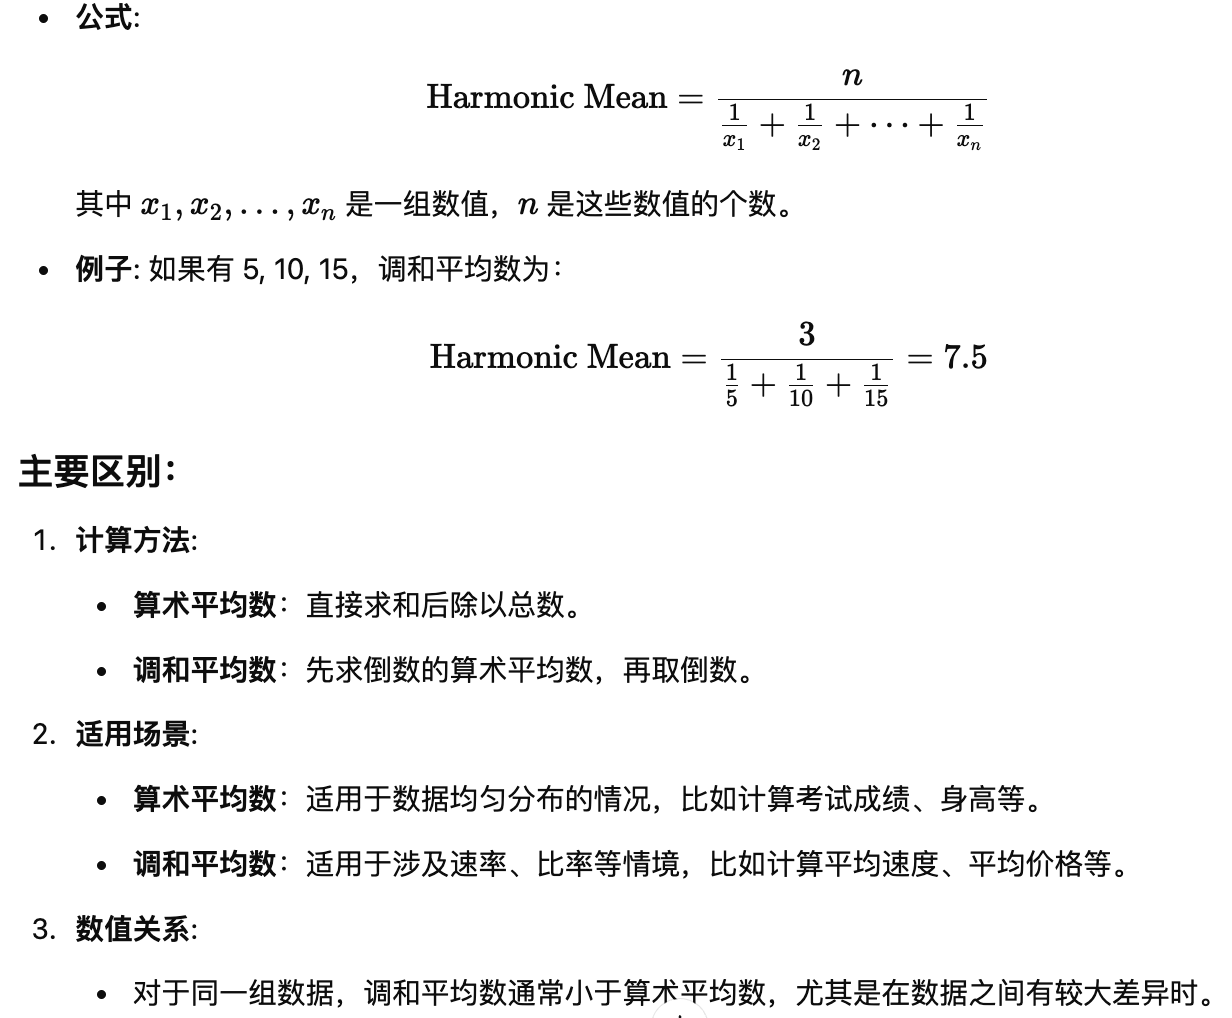 • 公式:
Harmonic Mean = \frac{n}{\frac{1}{x_1} + \frac{1}{x_2} + \cdots + \frac{1}{x_n}}
其中 x_1, x_2, \ldots, x_n 是一组数值，n 是这些数值的个数。
• 例子: 如果有 5, 10, 15，调和平均数为：
Harmonic Mean = \frac{3}{\frac{1}{5} + \frac{1}{10} + \frac{1}{15}} = 7.5
主要区别：
1. 计算方法:
• 算术平均数：直接求和后除以总数。
• 调和平均数：先求倒数的算术平均数，再取倒数。
2. 适用场景:
• 算术平均数：适用于数据均匀分布的情况，比如计算考试成绩、身高等。
• 调和平均数：适用于涉及速率、比率等情境，比如计算平均速度、平均价格等。
3. 数值关系:
• 对于同一组数据，调和平均数通常小于算术平均数，尤其是在数据之间有较大差异时。